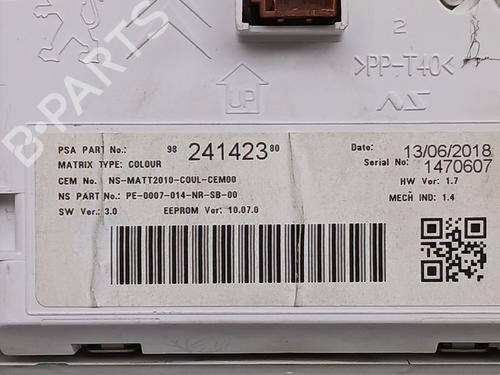 B-PARTS
2
>PP-T40<
NS
UP
PSA PART No.: 98 241423 80
MATRIX TYPE: COLOUR
CEM No.: NS-MATT2010-COUL-CEM00
NS PART No.: PE-0007-014-NR-SB-00
SW Ver.: 3.0 EEPROM Ver: 10.07.0
Date: 13/06/2018
Serial No.: 1470607
HW Ver: 1.7
MECH IND: 1.4